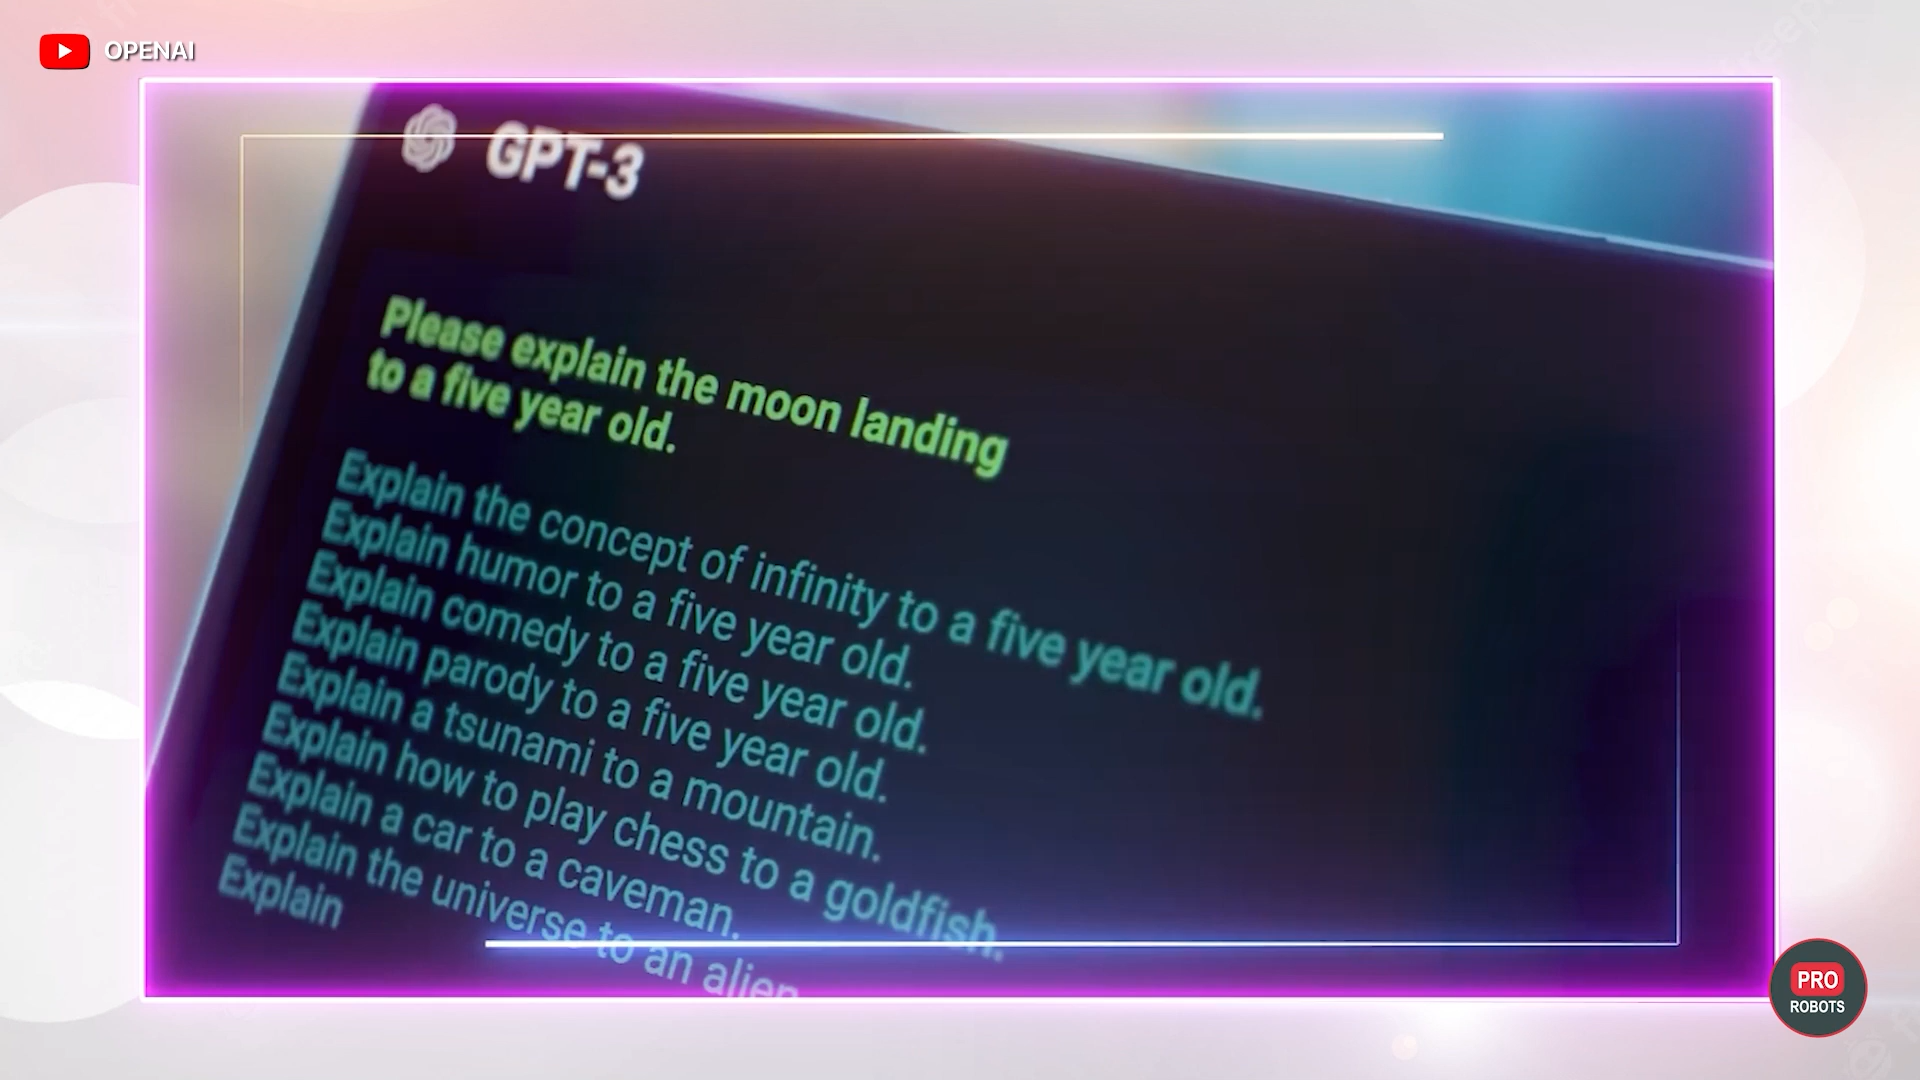 OPENAI
GPT-3
Please explain the moon landing
to a five year old.
Explain the concept of infinity to a five year old.
Explain humor to a five year old.
Explain comedy to a five year old.
Explain parody to a five year old.
Explain a tsunami to a mountain.
Explain how to play chess to a goldfish.
Explain a car to a caveman.
Explain the universe to an alien
Explain
PRO
ROBOTS